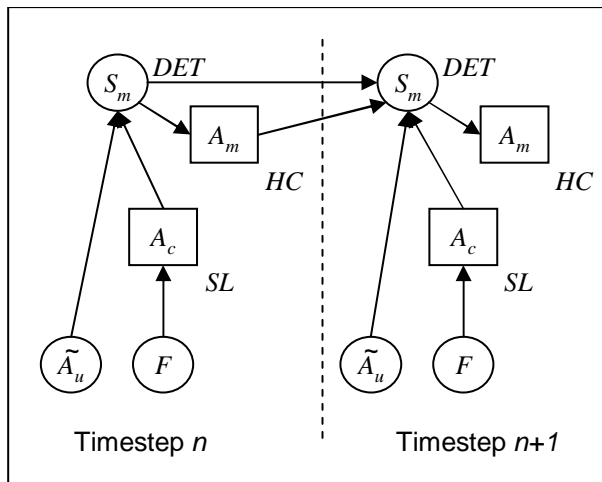 S_m DET S_m DET
A_m A_m
HC HC
A_c A_c
SL SL
Ã_u F Ã_u F
Timestep n Timestep n+1